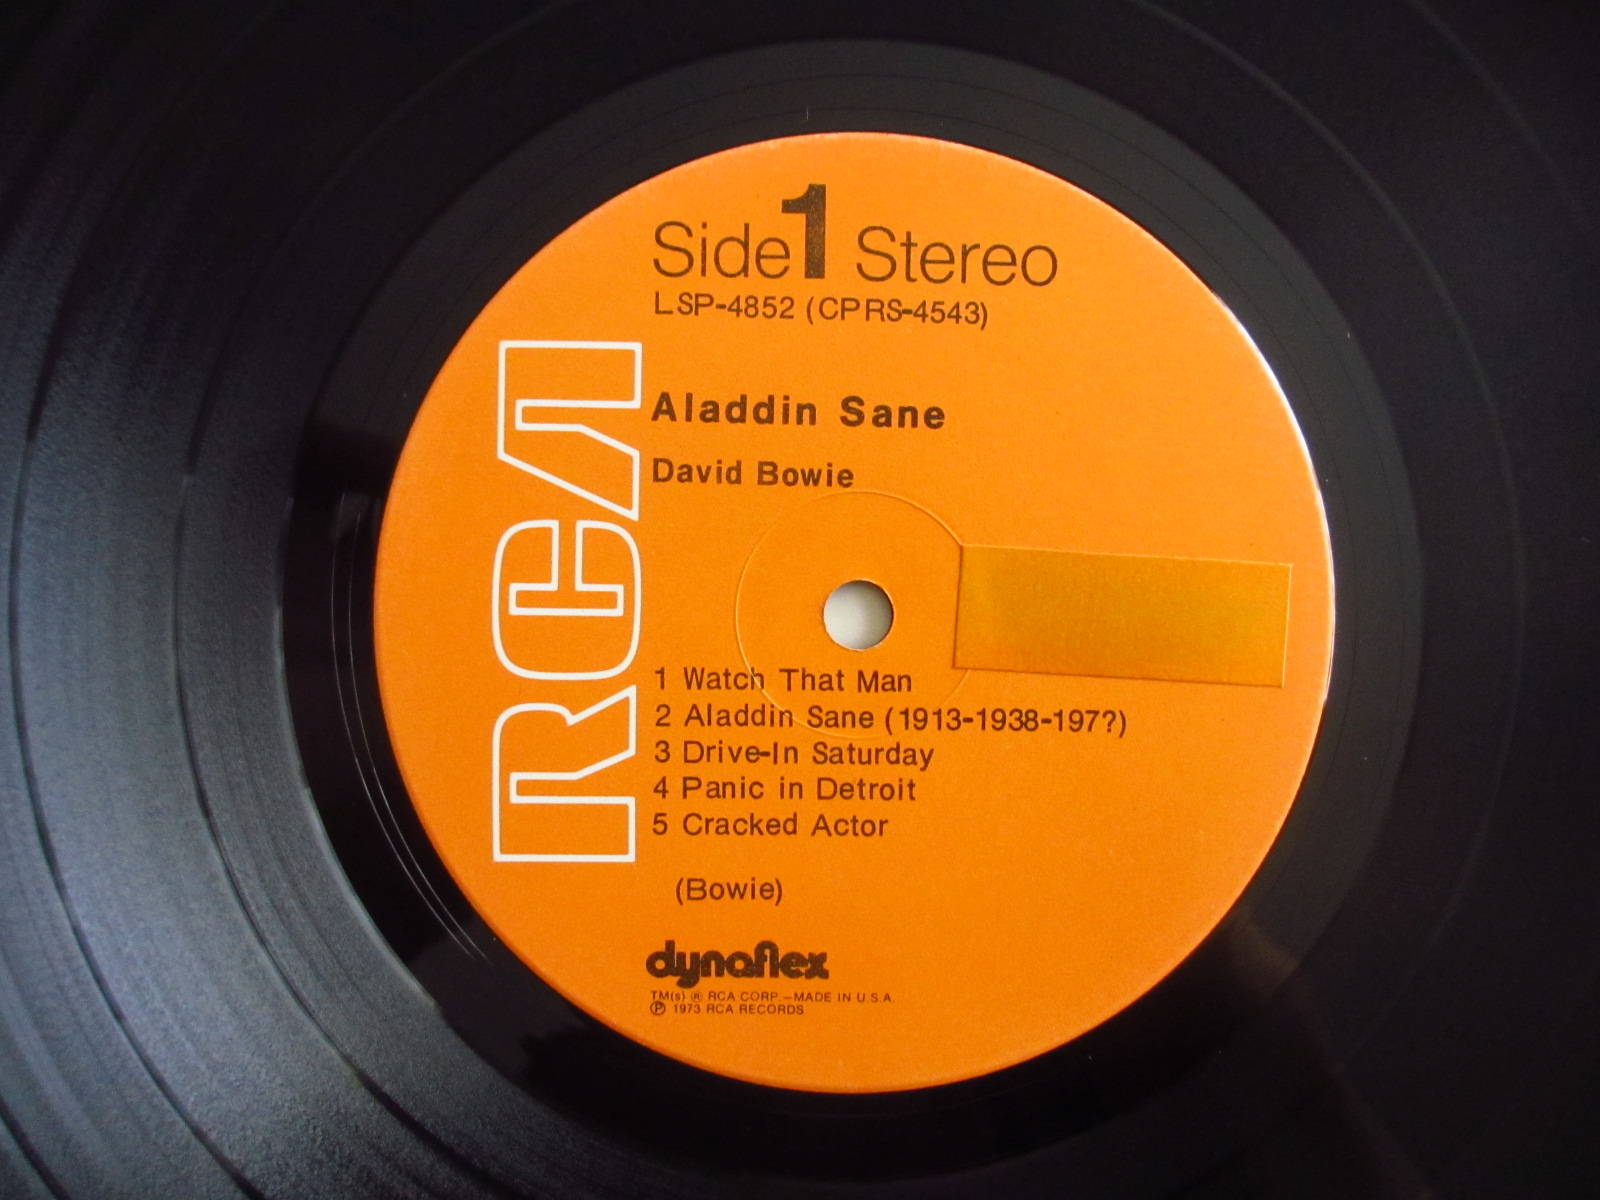 Side 1 Stereo
LSP-4852 (CPRS-4543)
RCA
Aladdin Sane
David Bowie
1 Watch That Man
2 Aladdin Sane (1913-1938-197?)
3 Drive-In Saturday
4 Panic in Detroit
5 Cracked Actor
(Bowie)
dynaflex
TM(s) ® RCA CORP.—MADE IN U.S.A.
℗ 1973 RCA RECORDS